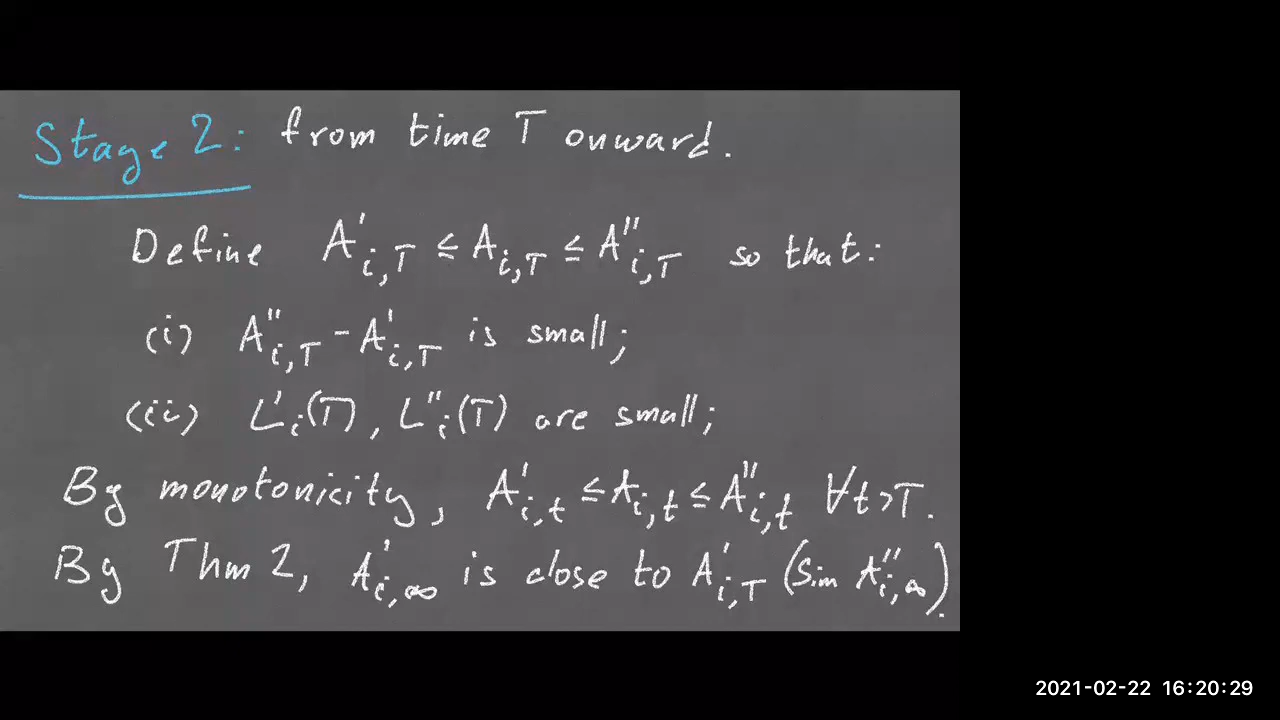 Stage 2: from time T onward.
Define A'_{i,T} ≤ A_{i,T} ≤ A''_{i,T} so that:
(i) A''_{i,T} - A'_{i,T} is small;
(ii) L'_i(T), L''_i(T) are small;
By monotonicity, A'_{i,t} ≤ A_{i,t} ≤ A''_{i,t} ∀t>T.
By Thm 2, A'_{i,∞} is close to A'_{i,T} (Sim A''_{i,∞}).
2021-02-22 16:20:29